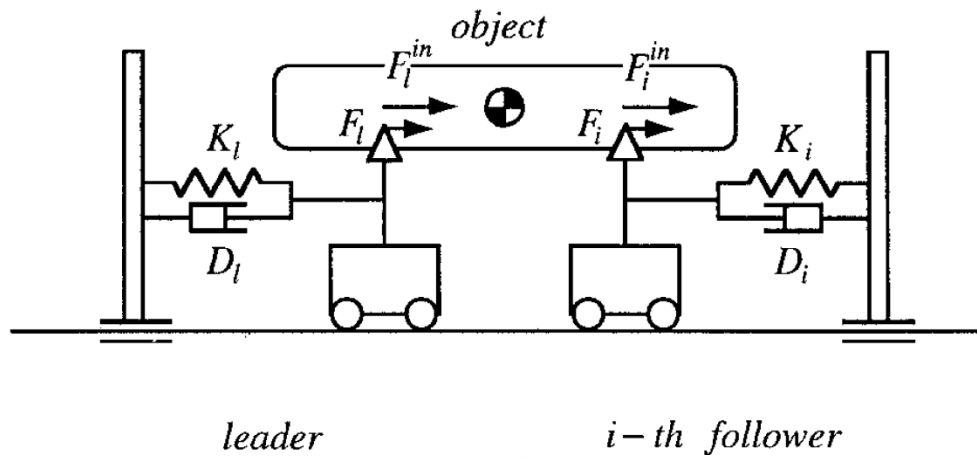 object
F_l^{in} F_i^{in}
F_l F_i
K_l K_i
D_l D_i
leader i-th follower